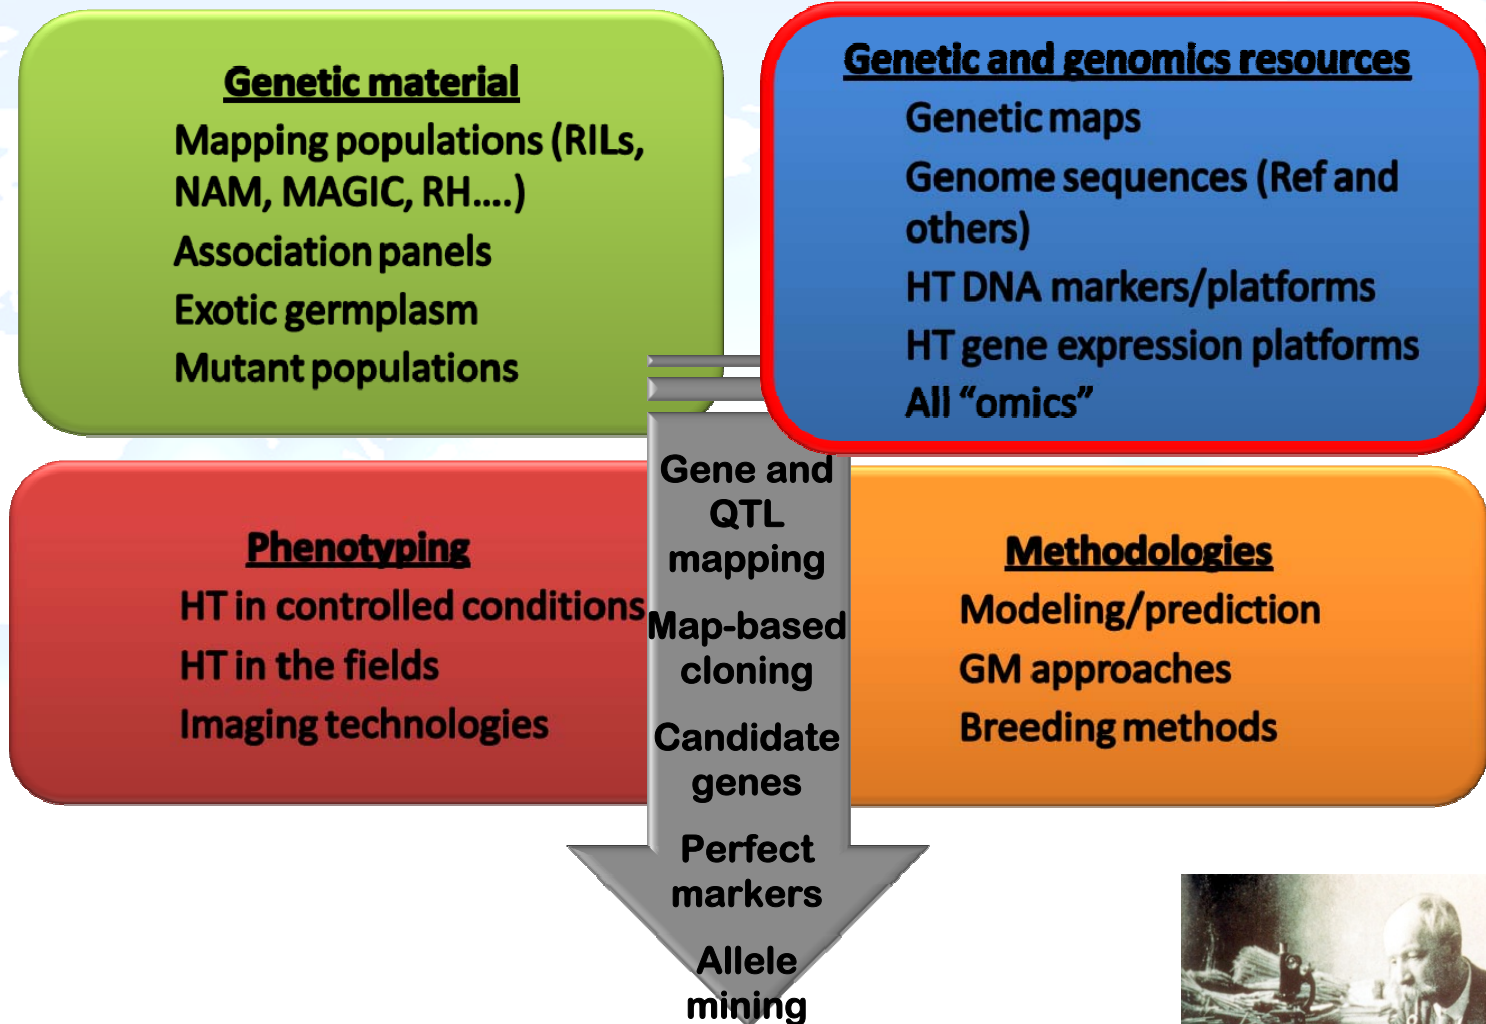 Genetic material
Mapping populations (RILs,
NAM, MAGIC, RH....)
Association panels
Exotic germplasm
Mutant populations
Genetic and genomics resources
Genetic maps
Genome sequences (Ref and
others)
HT DNA markers/platforms
HT gene expression platforms
All “omics”
Phenotyping
HT in controlled conditions
HT in the fields
Imaging technologies
Gene and
QTL
mapping
Map-based
cloning
Candidate
genes
Perfect
markers
Allele
mining
Methodologies
Modeling/prediction
GM approaches
Breeding methods